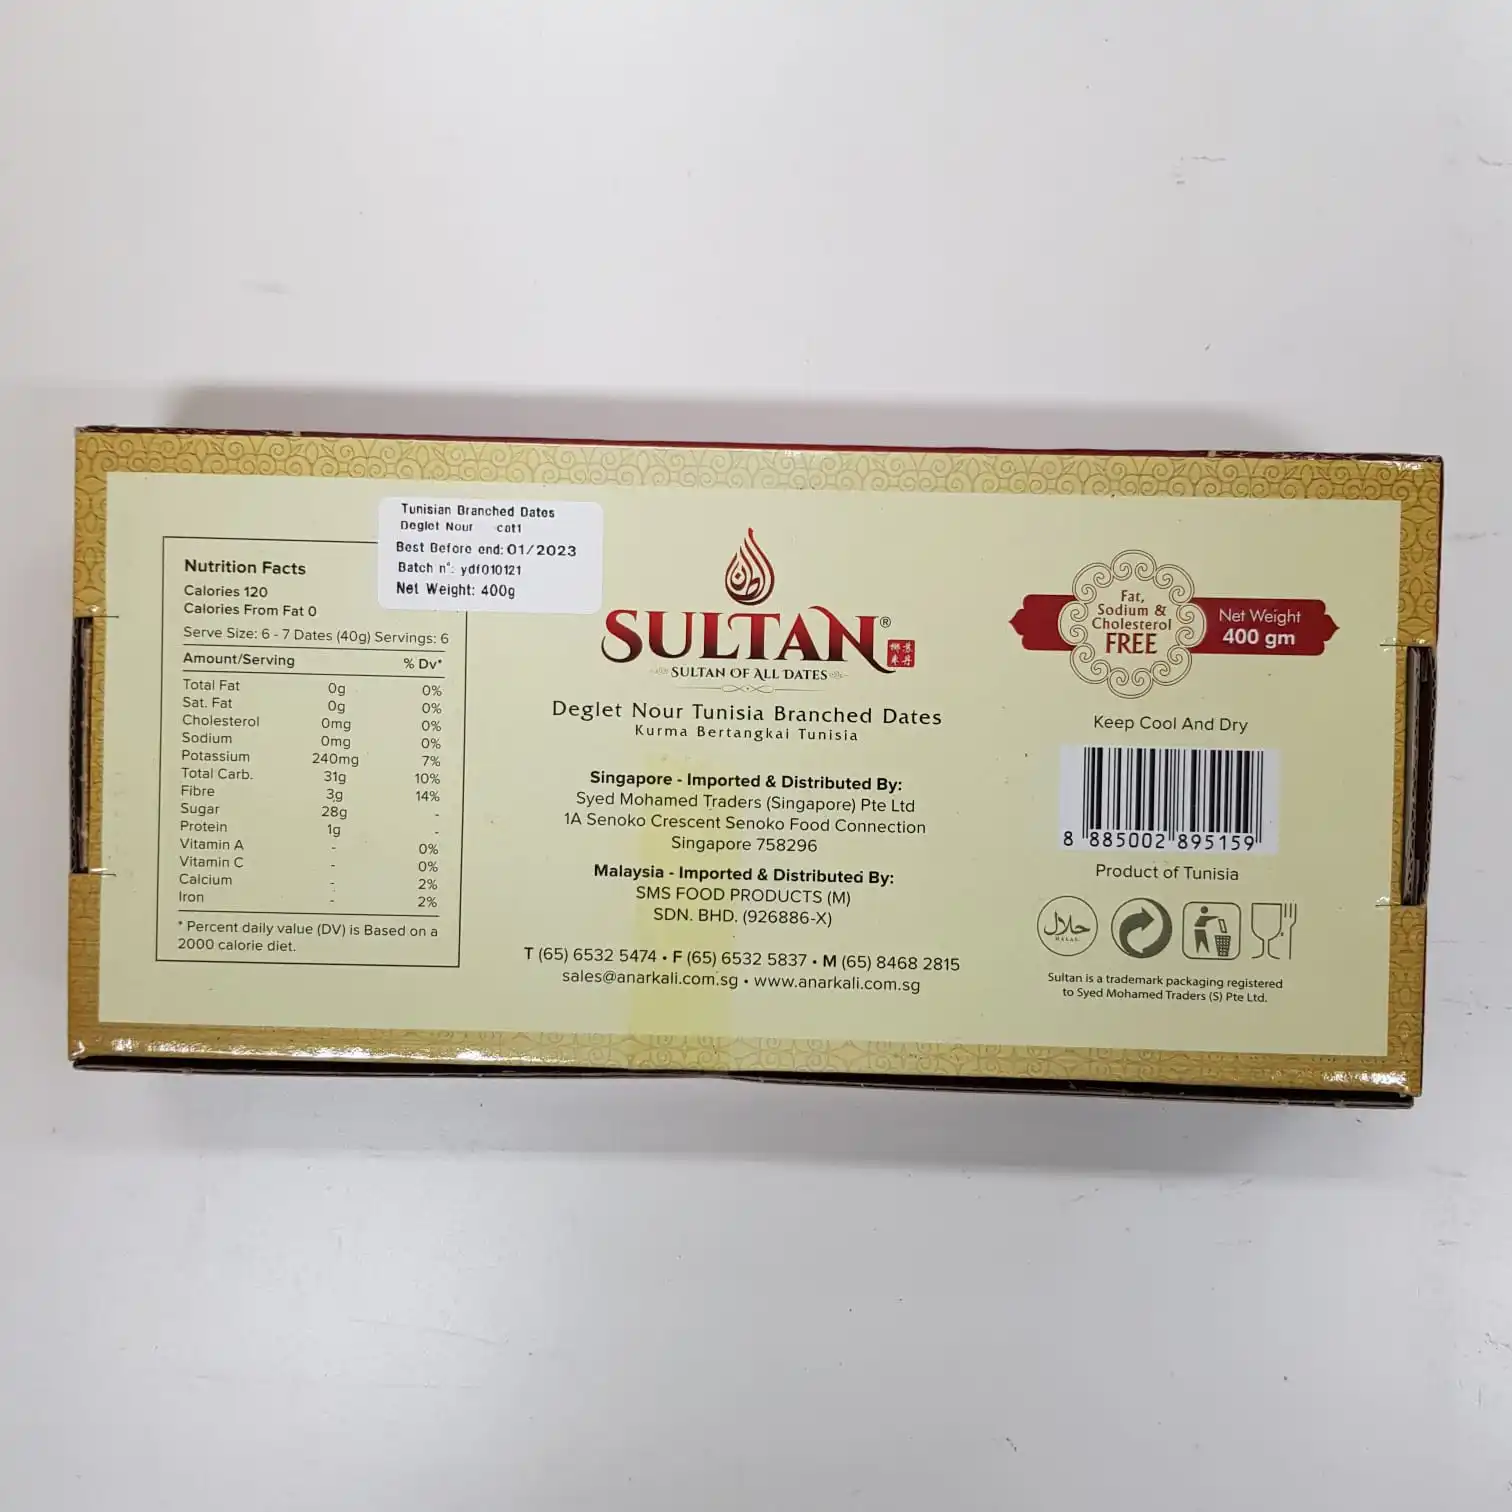 Tunisian Branched Dates
Deglet Nour cat1
Best Before end: 01/2023
Batch n°: ydf010121
Net Weight: 400g
Nutrition Facts
Calories 120
Calories From Fat 0
Serve Size: 6 - 7 Dates (40g) Servings: 6
Amount/Serving % Dv*
Total Fat 0g 0%
Sat. Fat 0g 0%
Cholesterol 0mg 0%
Sodium 0mg 0%
Potassium 240mg 7%
Total Carb. 31g 10%
Fibre 3g 14%
Sugar 28g -
Protein 1g -
Vitamin A - 0%
Vitamin C - 0%
Calcium - 2%
Iron - 2%
* Percent daily value (DV) is Based on a
2000 calorie diet.
SULTAN®
SULTAN OF ALL DATES
Deglet Nour Tunisia Branched Dates
Kurma Bertangkai Tunisia
Singapore - Imported & Distributed By:
Syed Mohamed Traders (Singapore) Pte Ltd
1A Senoko Crescent Senoko Food Connection
Singapore 758296
Malaysia - Imported & Distributed By:
SMS FOOD PRODUCTS (M)
SDN. BHD. (926886-X)
T (65) 6532 5474 • F (65) 6532 5837 • M (65) 8468 2815
sales@anarkali.com.sg • www.anarkali.com.sg
Fat,
Sodium &
Cholesterol
FREE
Net Weight
400 gm
Keep Cool And Dry
8 885002 895159
Product of Tunisia
حلال
HALAL
Sultan is a trademark packaging registered
to Syed Mohamed Traders (S) Pte Ltd.